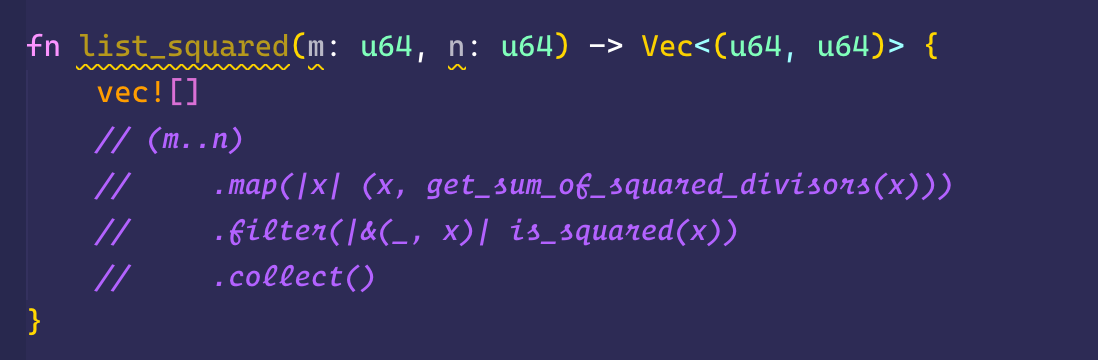 fn list_squared(m: u64, n: u64) -> Vec<(u64, u64)> {
    vec![]
    // (m..n)
    //     .map(|x| (x, get_sum_of_squared_divisors(x)))
    //     .filter(|&(_, x)| is_squared(x))
    //     .collect()
}